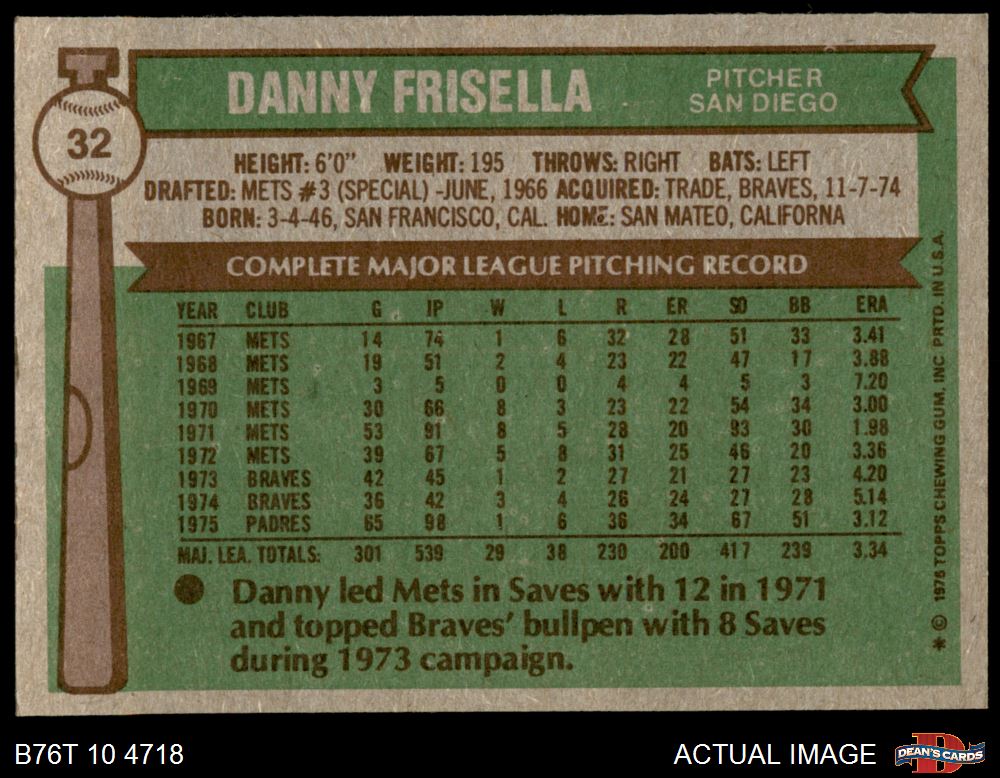 DANNY FRISELLA
PITCHER
SAN DIEGO
32
HEIGHT: 6'0" WEIGHT: 195 THROWS: RIGHT BATS: LEFT
DRAFTED: METS #3 (SPECIAL) -JUNE, 1966 ACQUIRED: TRADE, BRAVES, 11-7-74
BORN: 3-4-46, SAN FRANCISCO, CAL. HOME: SAN MATEO, CALIFORNA
COMPLETE MAJOR LEAGUE PITCHING RECORD
YEAR CLUB G IP W L R ER SO BB ERA
1967 METS 14 74 1 6 32 28 51 33 3.41
1968 METS 19 51 2 4 23 22 47 17 3.88
1969 METS 3 5 0 0 4 4 5 3 7.20
1970 METS 30 66 8 3 23 22 54 34 3.00
1971 METS 53 91 8 5 28 20 93 30 1.98
1972 METS 39 67 5 8 31 25 46 20 3.36
1973 BRAVES 42 45 1 2 27 21 27 23 4.20
1974 BRAVES 36 42 3 4 26 24 27 28 5.14
1975 PADRES 65 98 1 6 36 34 67 51 3.12
MAJ. LEA. TOTALS: 301 539 29 38 230 200 417 239 3.34
Danny led Mets in Saves with 12 in 1971
and topped Braves' bullpen with 8 Saves
during 1973 campaign.
* © 1976 TOPPS CHEWING GUM, INC. PRTD. IN U.S.A.
B76T 10 4718
ACTUAL IMAGE
DEAN'S CARDS